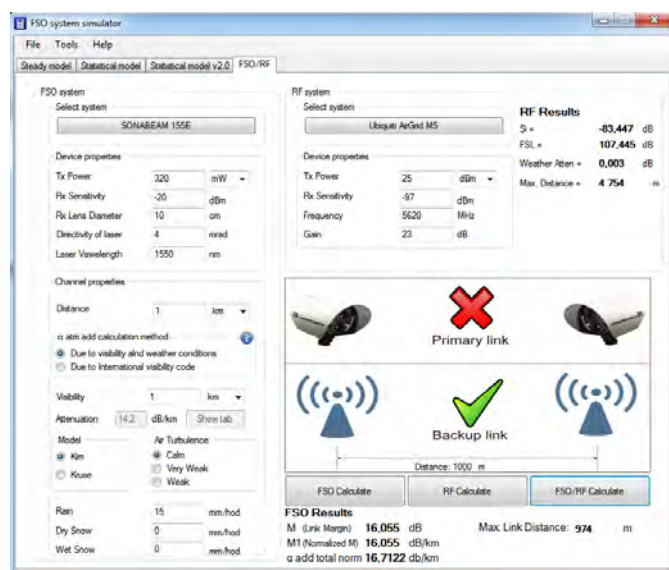 FSO system simulator
File Tools Help
Steady model Statistical model Statistical model v2.0 FSO/RF
FSO system
Select system
SONABEAM 155E
Device properties
Tx Power 320 mW
Rx Sensitivity -20 dBm
Rx Lens Diameter 10 cm
Directivity of laser 4 mrad
Laser Vawelength 1550 nm
Channel properties
Distance 1 km
α atm add calculation method
Due to visibility aind weather conditions
Due to International visibility code
Visibility 1 km
Attenuation 14.2 dB/km Show tab
Model
Kim
Kruse
Air Turbulence
Calm
Very Weak
Weak
Rain 15 mm/hod
Dry Snow 0 mm/hod
Wet Snow 0 mm/hod
RF system
Select system
Ubiquiti AirGrid M5
Device properties
Tx Power 25 dBm
Rx Sensitivity -97 dBm
Frequency 5620 MHz
Gain 23 dB
RF Results
Si = -83,447 dB
FSL = 107,445 dB
Weather Atten = 0,003 dB
Max. Distance = 4 754 m
Primary link
Backup link
Distance: 1000 m
FSO Calculate RF Calculate FSO/RF Calculate
FSO Results
M (Link Margin) 16,055 dB Max. Link Distance: 974 m
M1 (Normalized M) 16,055 dB/km
α add total norm 16,7122 db/km